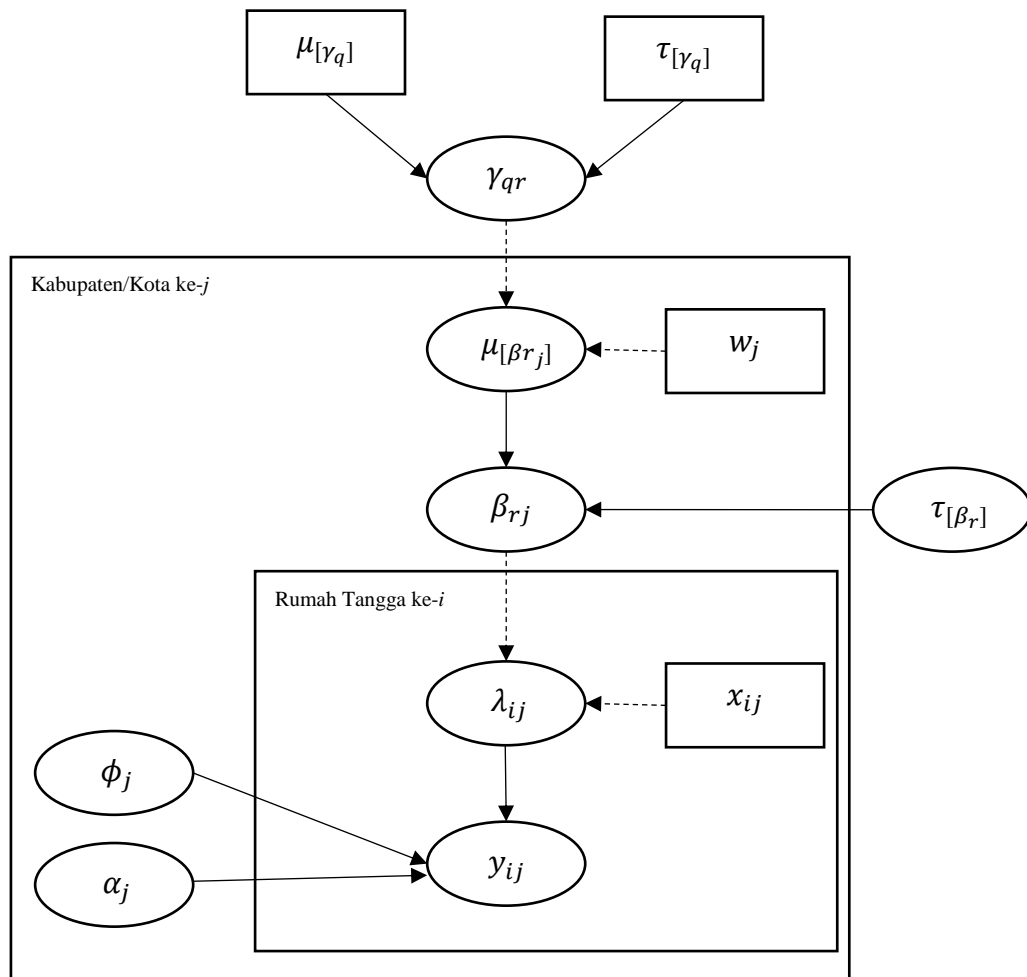 μ[γq]
τ[γq]
γqr
Kabupaten/Kota ke-j
μ[βrj]
wj
βrj
τ[βr]
Rumah Tangga ke-i
λij
xij
ϕj
yij
αj